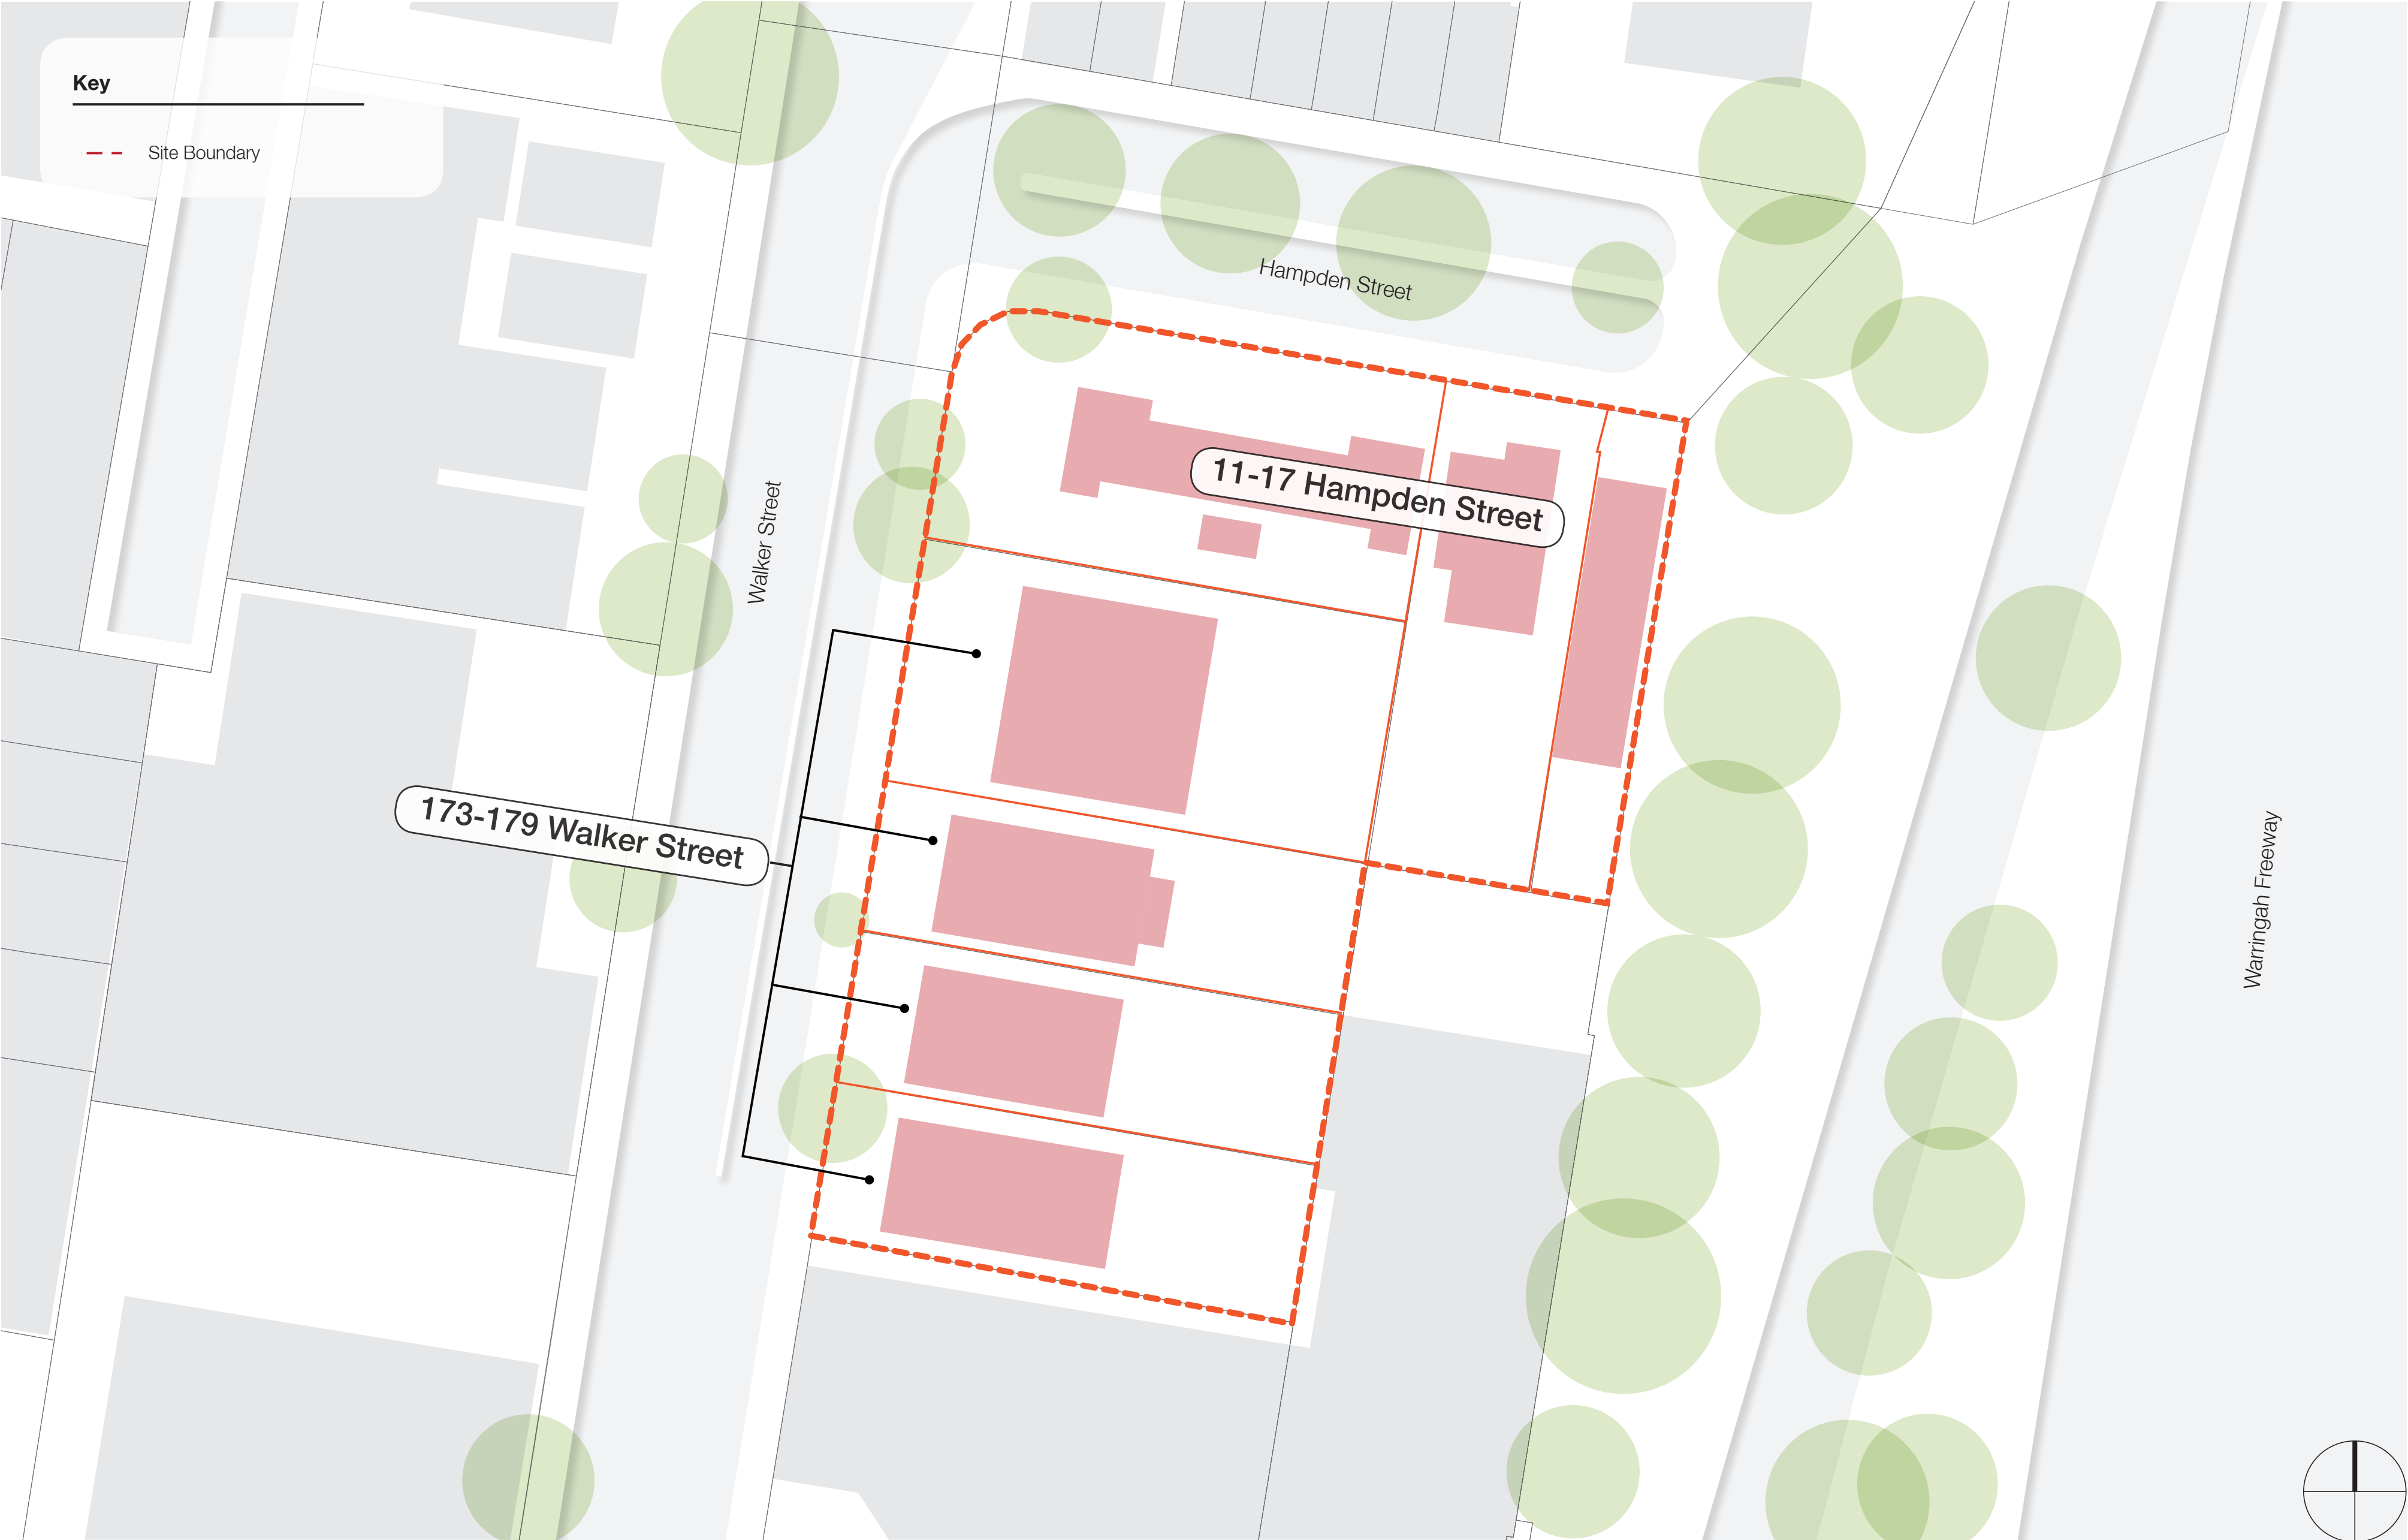 Key
Site Boundary
Hampden Street
11-17 Hampden Street
Walker Street
173-179 Walker Street
Warringah Freeway